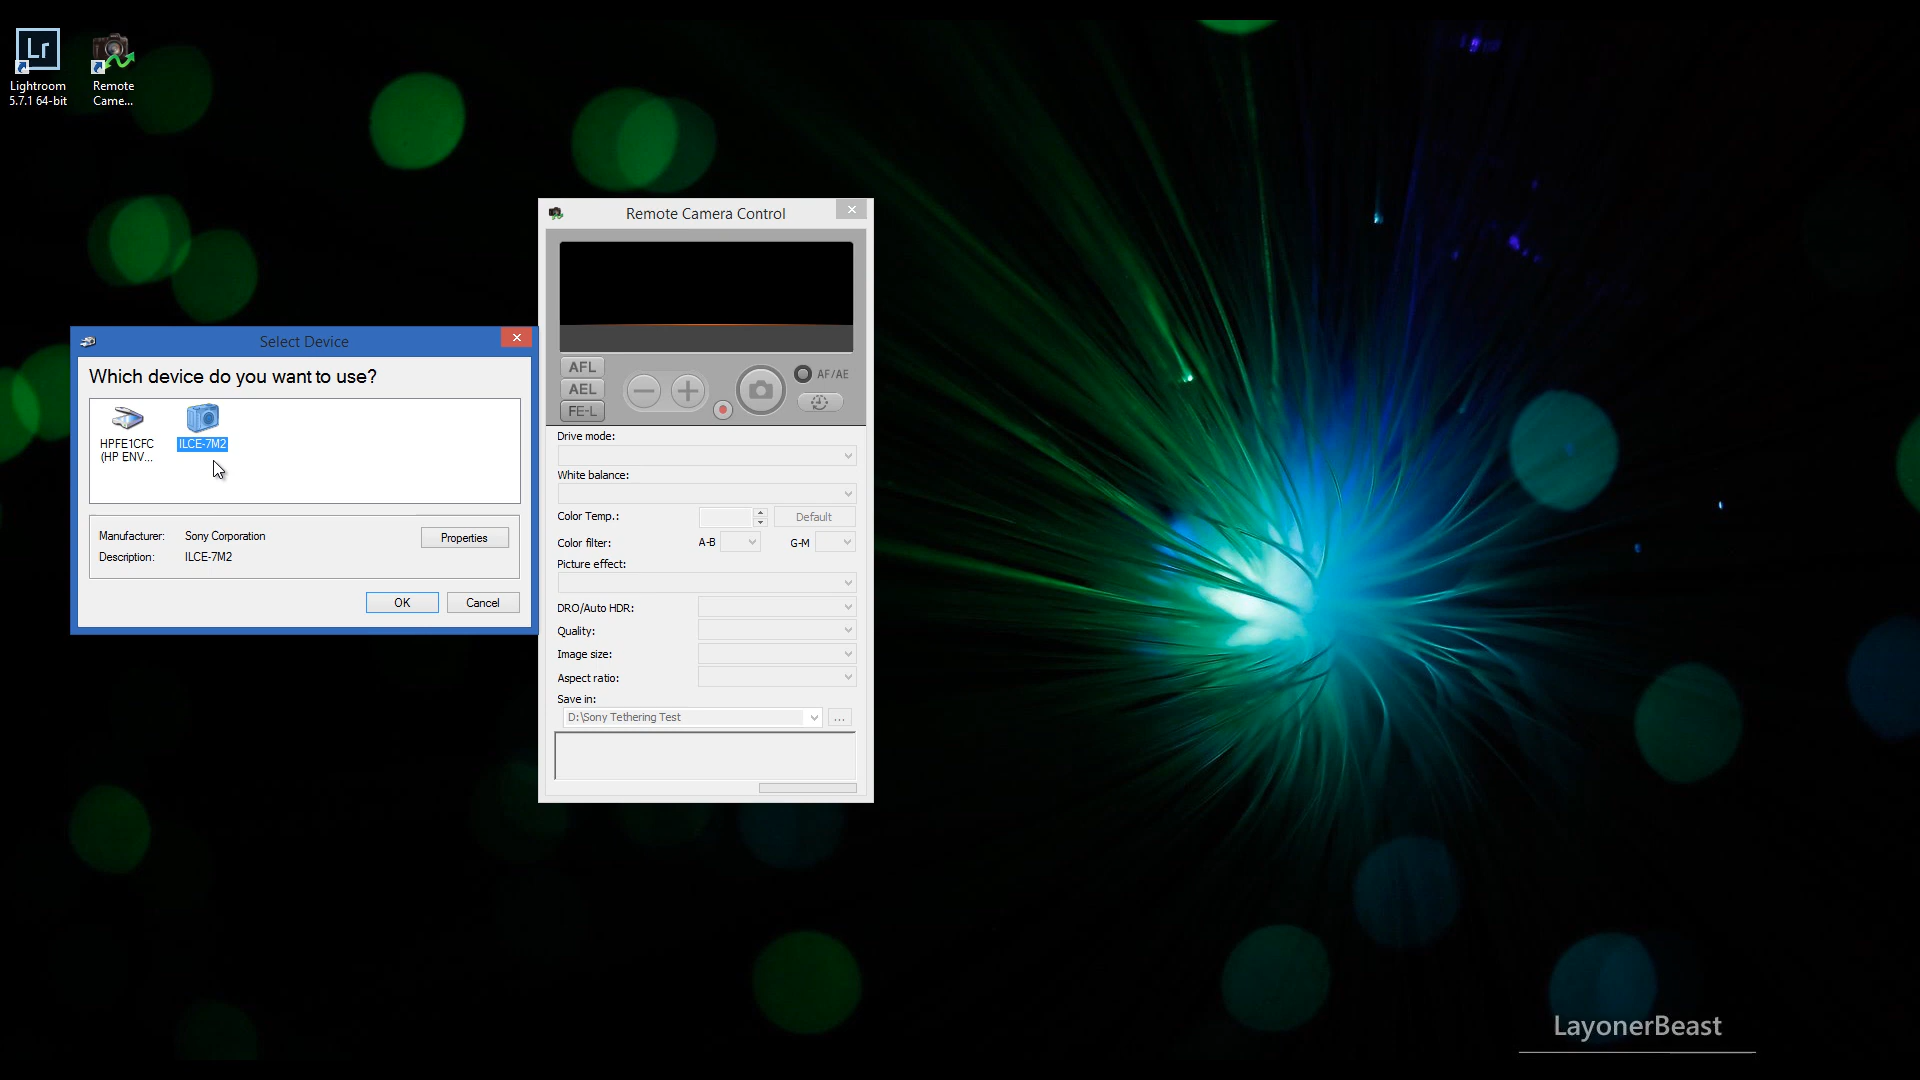 Lightroom
5.7.1 64-bit
Remote
Came...
Lr
Remote Camera Control
AFL
AEL
FE-L
AF/AE
Drive mode:
White balance:
Color Temp.:
Default
Color filter:
A-B
G-M
Picture effect:
DRO/Auto HDR:
Quality:
Image size:
Aspect ratio:
Save in:
D:\Sony Tethering Test
...
Select Device
Which device do you want to use?
HPFE1CFC
(HP ENV...
ILCE-7M2
Manufacturer: Sony Corporation
Properties
Description: ILCE-7M2
OK
Cancel
LayonerBeast